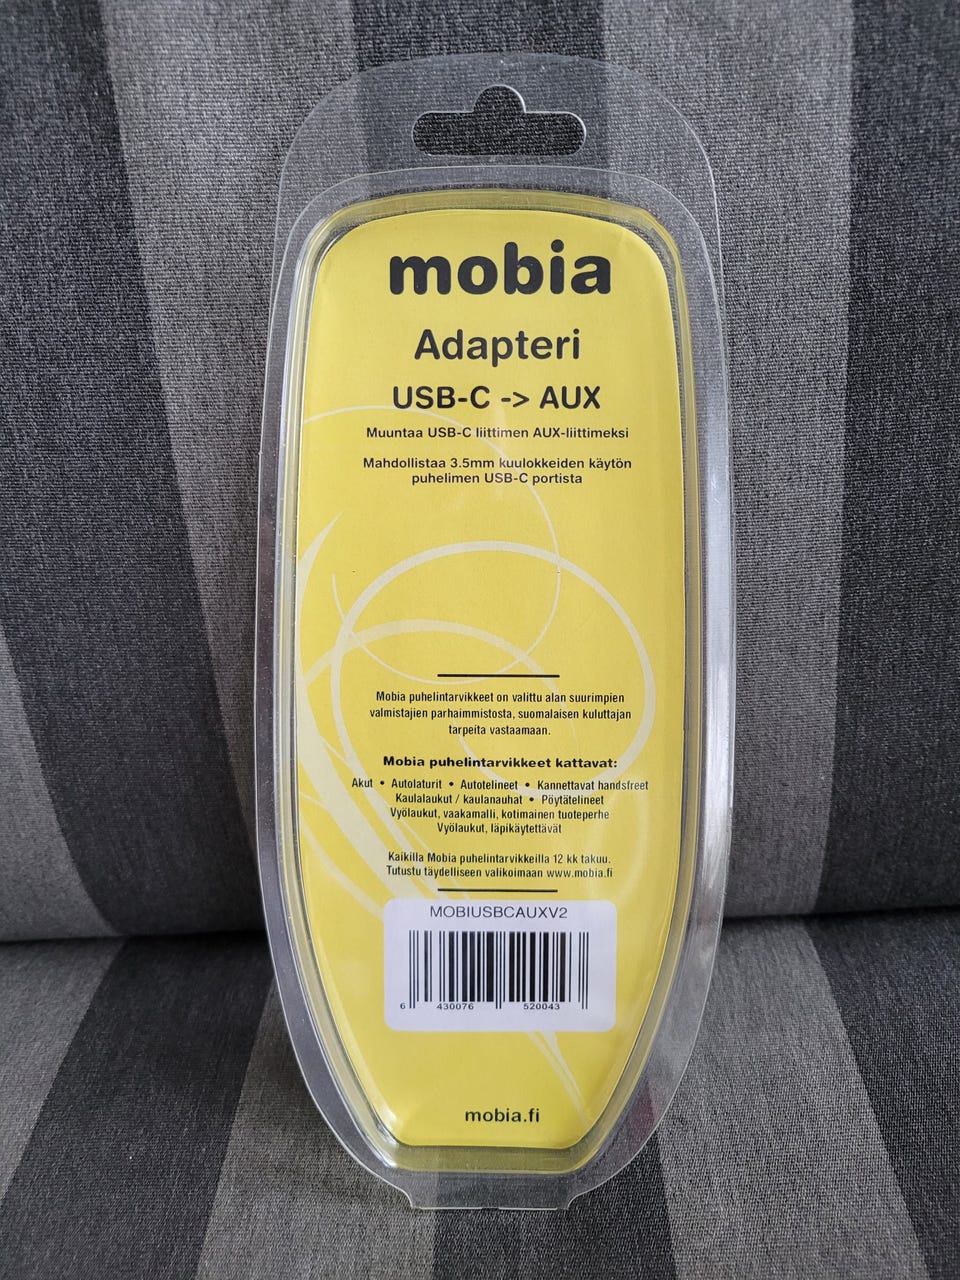 mobia
Adapteri
USB-C -> AUX
Muuntaa USB-C liittimen AUX-liittimeksi
Mahdollistaa 3.5mm kuulokkeiden käytön
puhelimen USB-C portista
Mobia puhelintarvikkeet on valittu alan suurimpien
valmistajien parhaimmistosta, suomalaisen kuluttajan
tarpeita vastaamaan.
Mobia puhelintarvikkeet kattavat:
Akut • Autolaturit • Autotelineet • Kannettavat handsfreet
Kaulalaukut / kaulanauhat • Pöytätelineet
Vyölaukut, vaakamalli, kotimainen tuoteperhe
Vyölaukut, läpikäytettävät
Kaikilla Mobia puhelintarvikkeilla 12 kk takuu.
Tutustu täydelliseen valikoimaan www.mobia.fi
MOBIUSBCAUXV2
6 430076 520043
mobia.fi